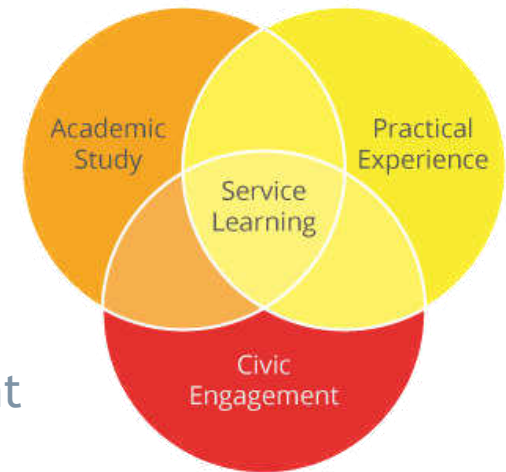 Academic
Study
Practical
Experience
Service
Learning
Civic
Engagement